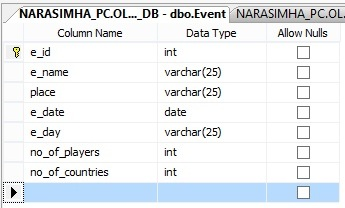 NARASIMHA_PC.OL..._DB - dbo.Event NARASIMHA_PC.OL...
Column Name Data Type Allow Nulls
e_id int
e_name varchar(25)
place varchar(25)
e_date date
e_day varchar(25)
no_of_players int
no_of_countries int